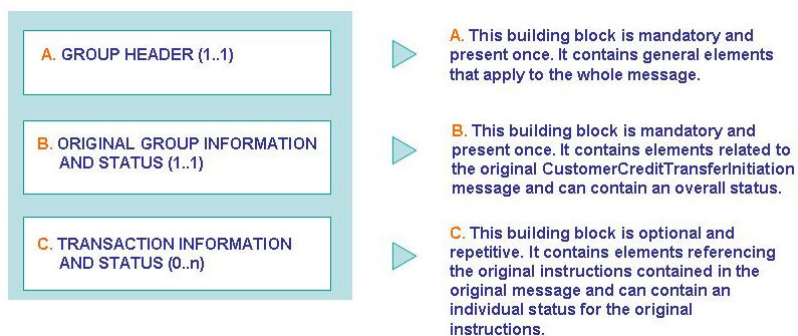 A. GROUP HEADER (1..1)
A. This building block is mandatory and
present once. It contains general elements
that apply to the whole message.
B. ORIGINAL GROUP INFORMATION
AND STATUS (1..1)
B. This building block is mandatory and
present once. It contains elements related to
the original CustomerCreditTransferInitiation
message and can contain an overall status.
C. TRANSACTION INFORMATION
AND STATUS (0..n)
C. This building block is optional and
repetitive. It contains elements referencing
the original instructions contained in the
original message and can contain an
individual status for the original
instructions.